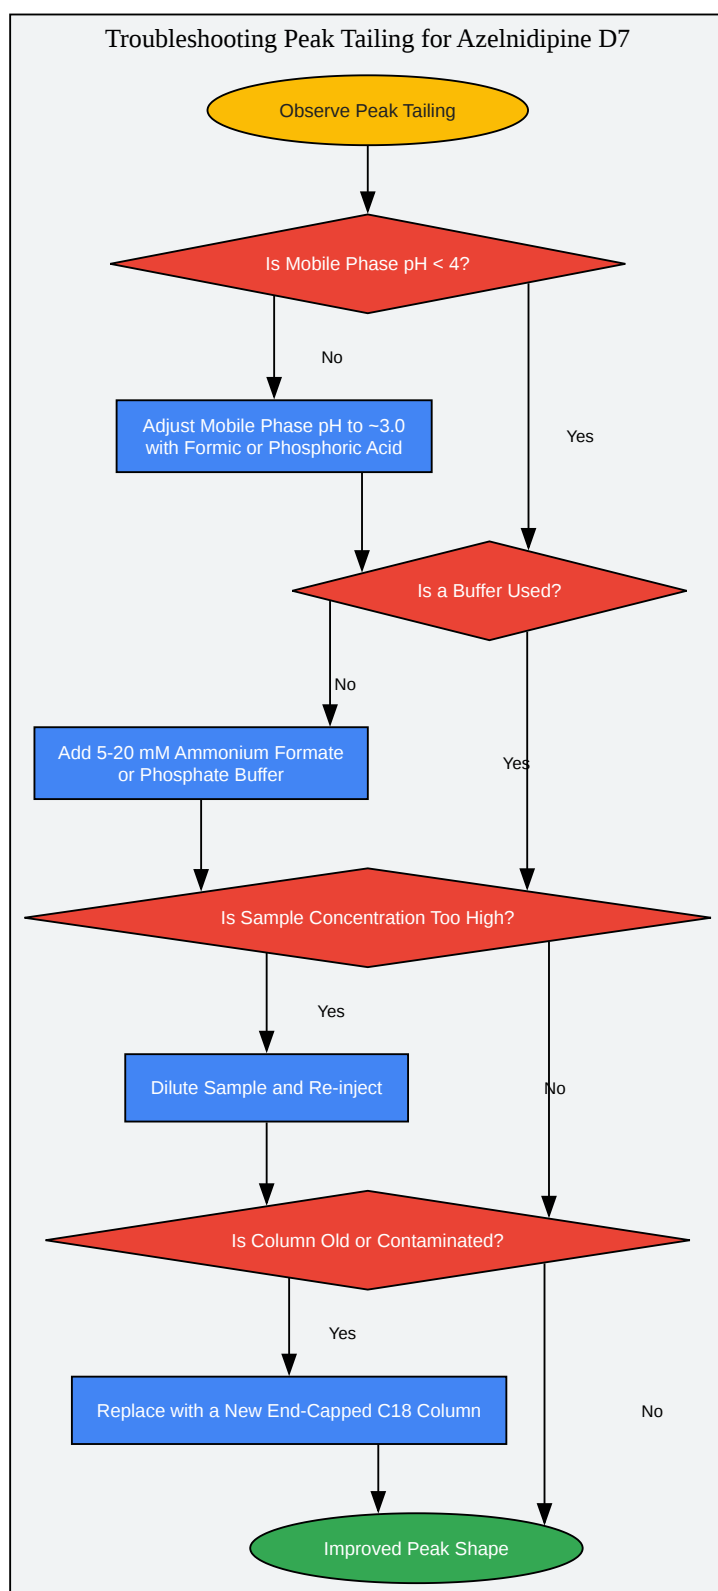 Troubleshooting Peak Tailing for Azelnidipine D7
Observe Peak Tailing
Is Mobile Phase pH < 4?
No
Adjust Mobile Phase pH to ~3.0
with Formic or Phosphoric Acid
Yes
Is a Buffer Used?
No
Add 5-20 mM Ammonium Formate
or Phosphate Buffer
Yes
Is Sample Concentration Too High?
Yes
Dilute Sample and Re-inject
No
Is Column Old or Contaminated?
Yes
Replace with a New End-Capped C18 Column
No
Improved Peak Shape